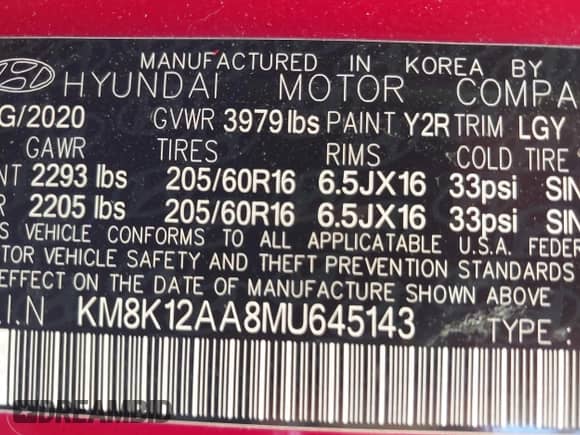 MANUFACTURED IN KOREA BY
HYUNDAI MOTOR COMPA
G/2020 GVWR 3979 lbs PAINT Y2R TRIM LGY
GAWR TIRES RIMS COLD TIRE
NT 2293 lbs 205/60R16 6.5JX16 33psi SIN
R 2205 lbs 205/60R16 6.5JX16 33psi SIN
S VEHICLE CONFORMS TO ALL APPLICATABLE U.S.A. FEDER
TOR VEHICLE SAFETY AND THEFT PREVENTION STANDARDS
EFFECT ON THE DATE OF MANUFACTURE SHOWN ABOVE.
.I.N KM8K12AA8MU645143 TYPE :
DREAMBID